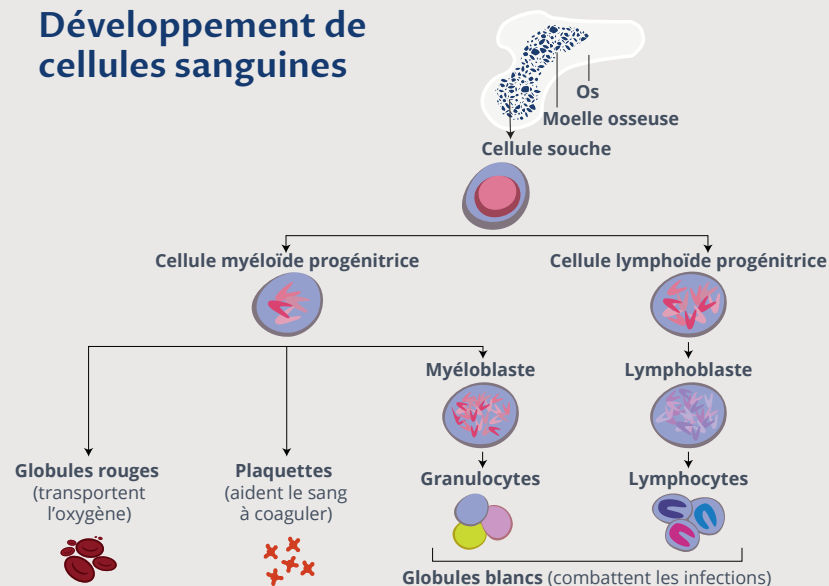 Développement de
cellules sanguines
Os
Moelle osseuse
Cellule souche
Cellule myéloïde progénitrice
Cellule lymphoïde progénitrice
Myéloblaste
Lymphoblaste
Globules rouges
(transportent
l’oxygène)
Plaquettes
(aident le sang
à coaguler)
Granulocytes
Lymphocytes
Globules blancs (combattent les infections)